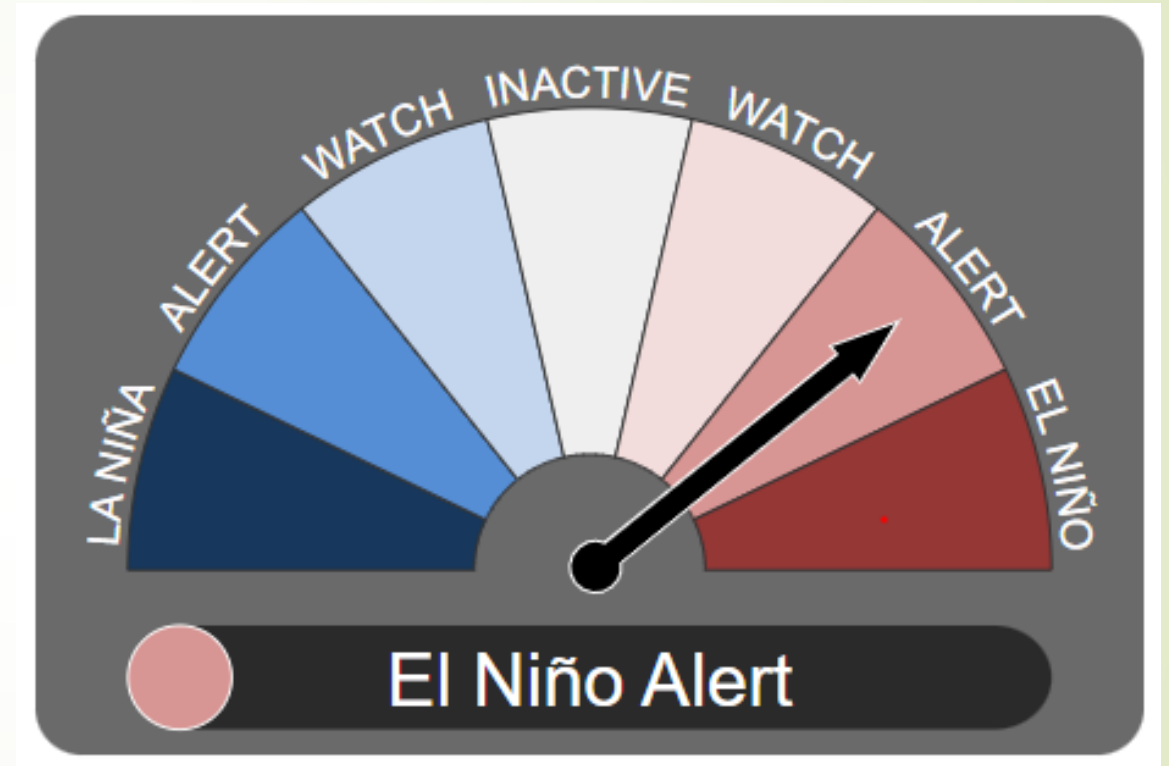 LA NIÑA
ALERT
WATCH
INACTIVE
WATCH
ALERT
EL NIÑO
El Niño Alert